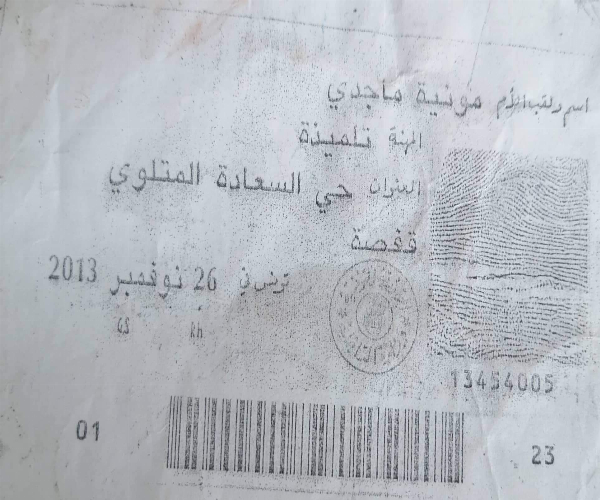 اسم ولقب الأم مونية ماجدي
المهنة تلميذة
العنوان حي السعادة المتلوي
قفصة
تونس في 26 نوفمبر 2013
GS kh
13454005
01
23